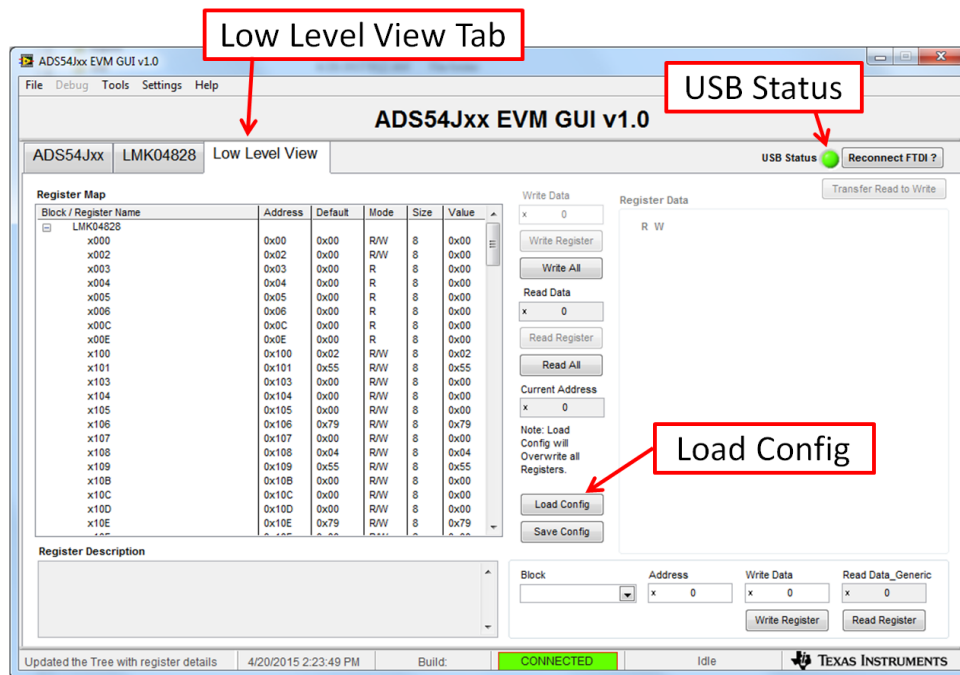 Low Level View Tab
ADS54Jxx EVM GUI v1.0
File Debug Tools Settings Help
USB Status
ADS54Jxx EVM GUI v1.0
ADS54Jxx LMK04828 Low Level View
USB Status Reconnect FTDI ?
Register Map
Block / Register Name Address Default Mode Size Value
LMK04828
x000 0x00 0x00 R/W 8 0x00
x002 0x02 0x00 R/W 8 0x00
x003 0x03 0x00 R 8 0x00
x004 0x04 0x00 R 8 0x00
x005 0x05 0x00 R 8 0x00
x006 0x06 0x00 R 8 0x00
x00C 0x0C 0x00 R 8 0x00
x00E 0x0E 0x00 R 8 0x00
x100 0x100 0x02 R/W 8 0x02
x101 0x101 0x55 R/W 8 0x55
x103 0x103 0x00 R/W 8 0x00
x104 0x104 0x00 R/W 8 0x00
x105 0x105 0x00 R/W 8 0x00
x106 0x106 0x79 R/W 8 0x79
x107 0x107 0x00 R/W 8 0x00
x108 0x108 0x04 R/W 8 0x04
x109 0x109 0x55 R/W 8 0x55
x10B 0x10B 0x00 R/W 8 0x00
x10C 0x10C 0x00 R/W 8 0x00
x10D 0x10D 0x00 R/W 8 0x00
x10E 0x10E 0x79 R/W 8 0x79
Write Data
x 0
Write Register
Write All
Read Data
x 0
Read Register
Read All
Current Address
x 0
Note: Load
Config will
Overwrite all
Registers.
Load Config
Save Config
Transfer Read to Write
Register Data
R W
Load Config
Register Description
Block Address Write Data Read Data_Generic
x 0 x 0 x 0
Write Register Read Register
Updated the Tree with register details 4/20/2015 2:23:49 PM Build: CONNECTED Idle TEXAS INSTRUMENTS